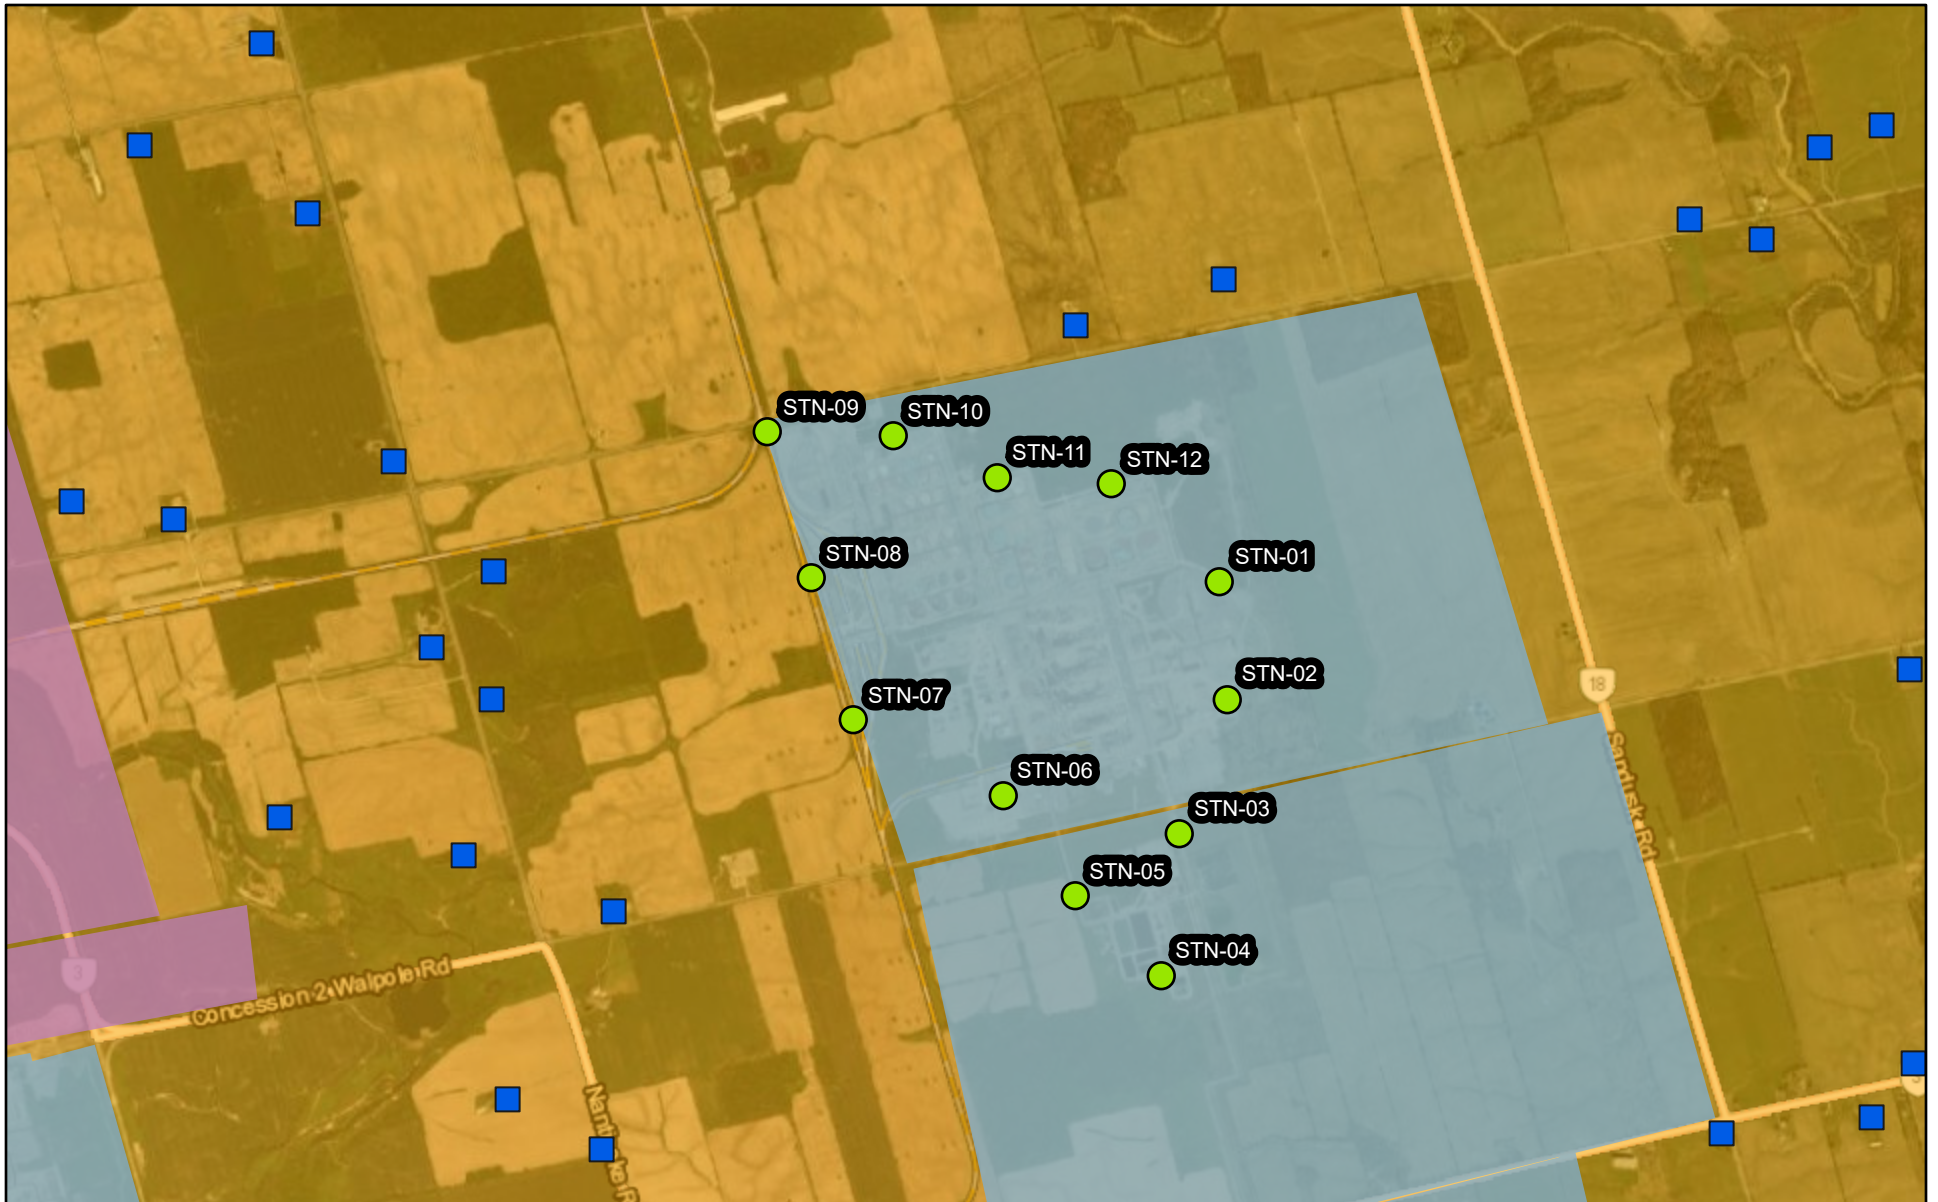 STN-09
STN-10
STN-11
STN-12
STN-08
STN-01
STN-02
18
STN-07
Sandusk Rd
STN-06
STN-03
STN-05
STN-04
3
Concession 2 Walpole Rd
3